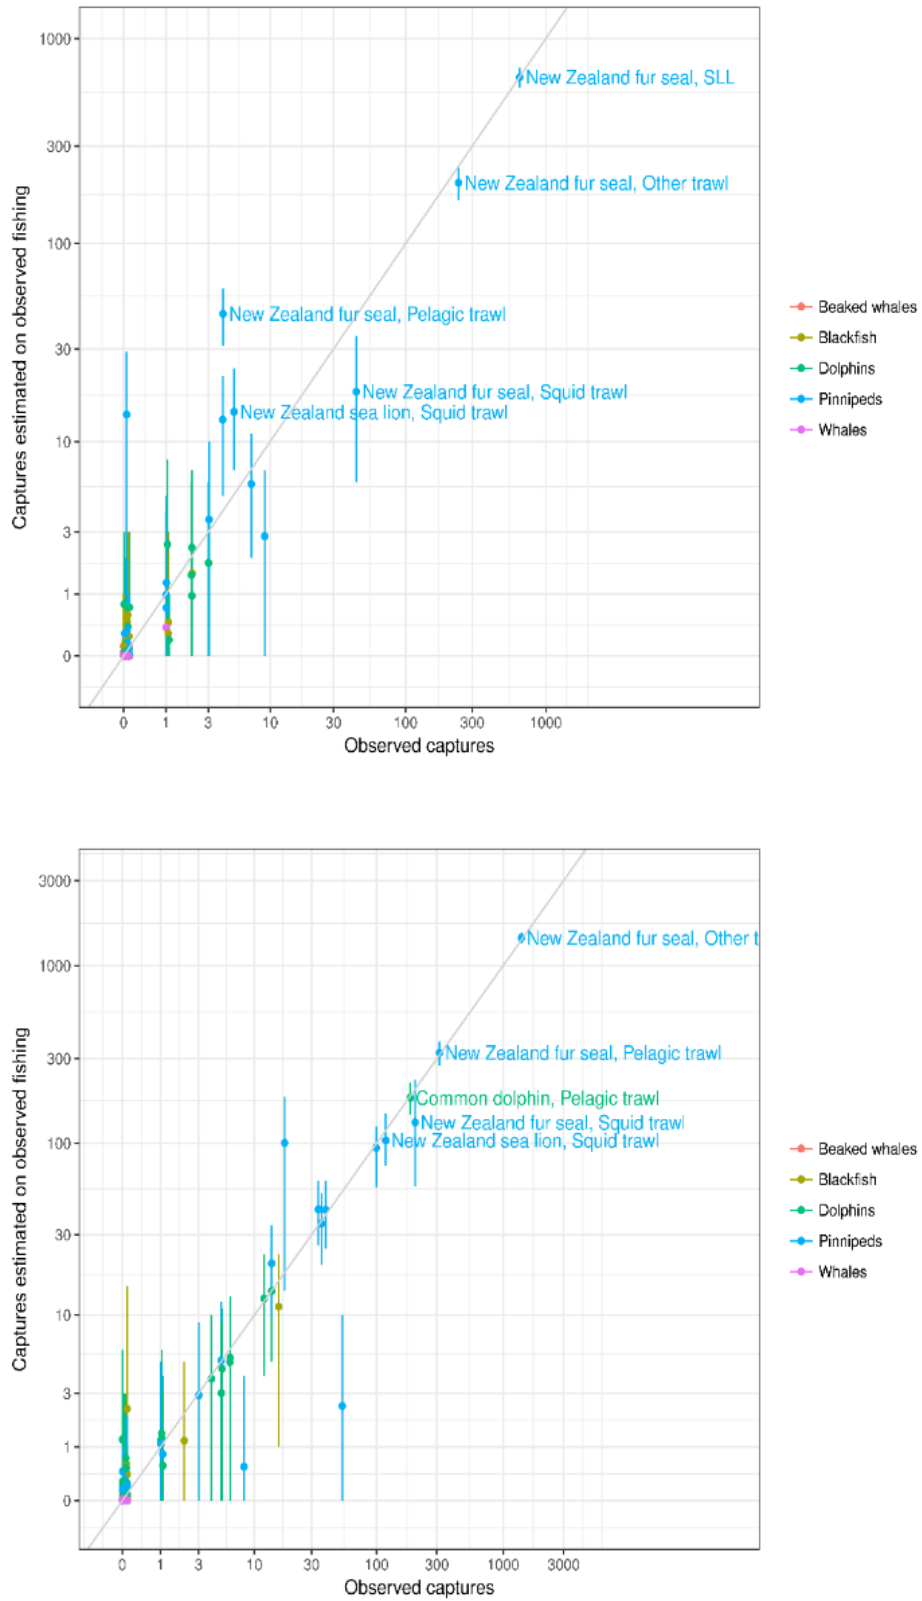 1000
300
100
30
10
3
1
0
Captures estimated on observed fishing
New Zealand fur seal, SLL
New Zealand fur seal, Other trawl
New Zealand fur seal, Pelagic trawl
New Zealand fur seal, Squid trawl
New Zealand sea lion, Squid trawl
0 1 3 10 30 100 300 1000
Observed captures
Beaked whales
Blackfish
Dolphins
Pinnipeds
Whales
3000
1000
300
100
30
10
3
1
0
Captures estimated on observed fishing
New Zealand fur seal, Other t
New Zealand fur seal, Pelagic trawl
Common dolphin, Pelagic trawl
New Zealand fur seal, Squid trawl
New Zealand sea lion, Squid trawl
0 1 3 10 30 100 300 1000 3000
Observed captures
Beaked whales
Blackfish
Dolphins
Pinnipeds
Whales